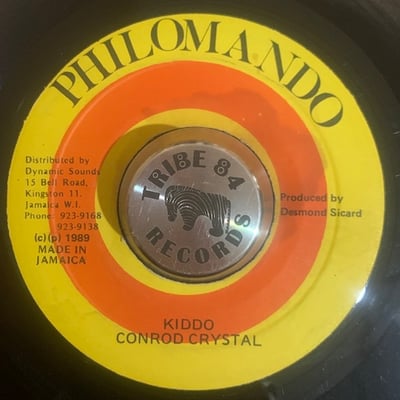 PHILOMANDO
Distributed by
Dynamic Sounds
15 Bell Road,
Kingston 11.
Jamaica W.I.
Phone: 923-9168
923-9138
(c)(p) 1989
MADE IN
JAMAICA
TRIBE 84
RECORDS
Produced by
Desmond Sicard
KIDDO
CONROD CRYSTAL